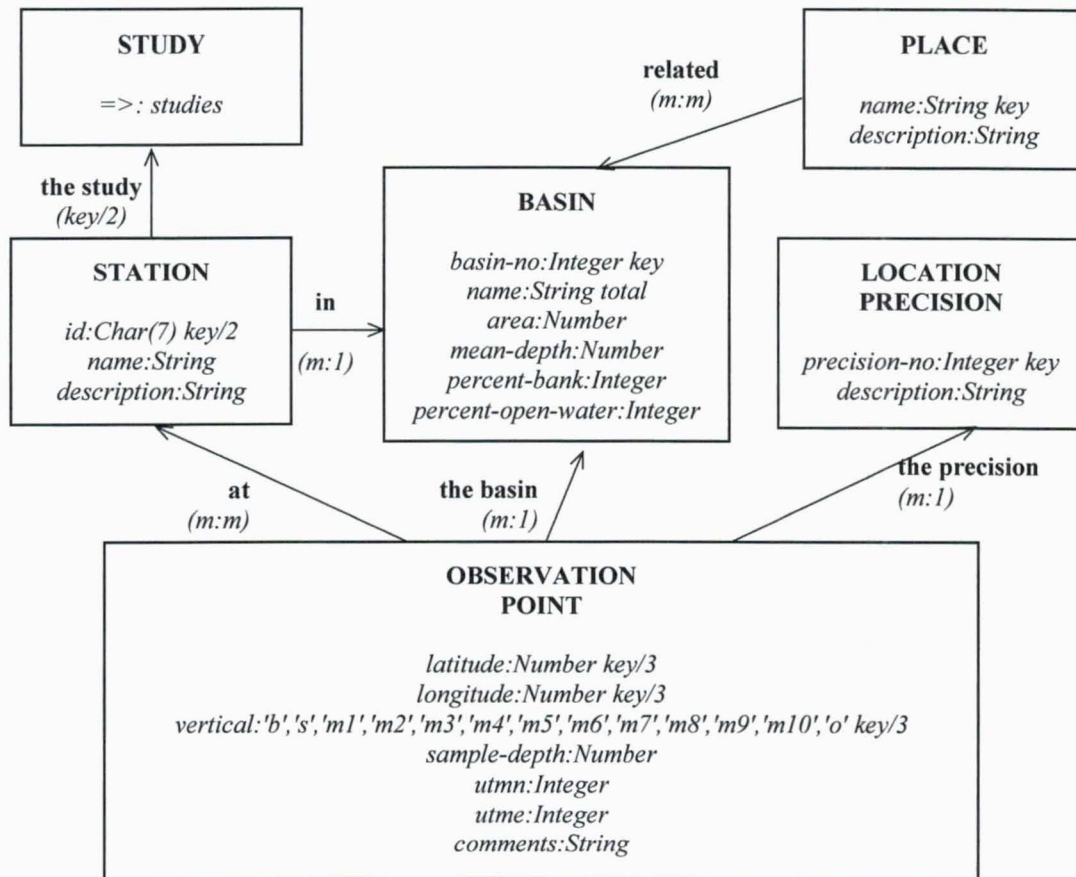 STUDY
=>: studies
PLACE
name:String key
description:String
related
(m:m)
the study
(key/2)
BASIN
basin-no:Integer key
name:String total
area:Number
mean-depth:Number
percent-bank:Integer
percent-open-water:Integer
STATION
id:Char(7) key/2
name:String
description:String
in
(m:1)
LOCATION
PRECISION
precision-no:Integer key
description:String
at
(m:m)
the basin
(m:1)
the precision
(m:1)
OBSERVATION
POINT
latitude:Number key/3
longitude:Number key/3
vertical:'b','s','m1','m2','m3','m4','m5','m6','m7','m8','m9','m10','o' key/3
sample-depth:Number
utmn:Integer
utme:Integer
comments:String